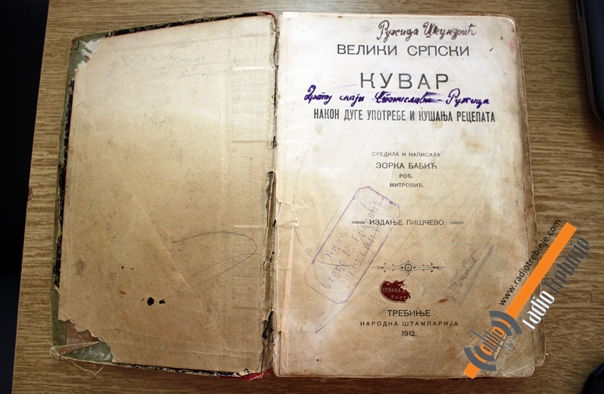 Ружица
ВЕЛИКИ СРПСКИ
КУВАР
Ружица
НАКОН ДУГЕ УПОТРЕБЕ И КУШАЊА РЕЦЕПАТА
СРЕДИЛА И НАПИСАЛА
ЗОРКА БАБИЋ
РОЂ.
МИТРОВИЋ.
ИЗДАЊЕ ПИШЧЕВО.
ТРЕБИЊЕ
НАРОДНА ШТАМПАРИЈА
1912.
www.radiotrebinje.com
radio trebinje